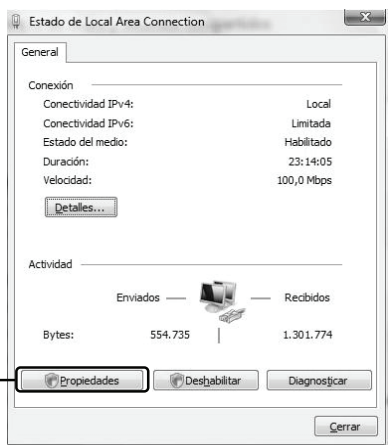 Estado de Local Area Connection
General
Conexión
Conectividad IPv4: Local
Conectividad IPv6: Limitada
Estado del medio: Habilitado
Duración: 23:14:05
Velocidad: 100,0 Mbps
Detalles...
Actividad
Enviados Recibidos
Bytes: 554.735 1.301.774
Propiedades Deshabilitar Diagnosticar
Cerrar